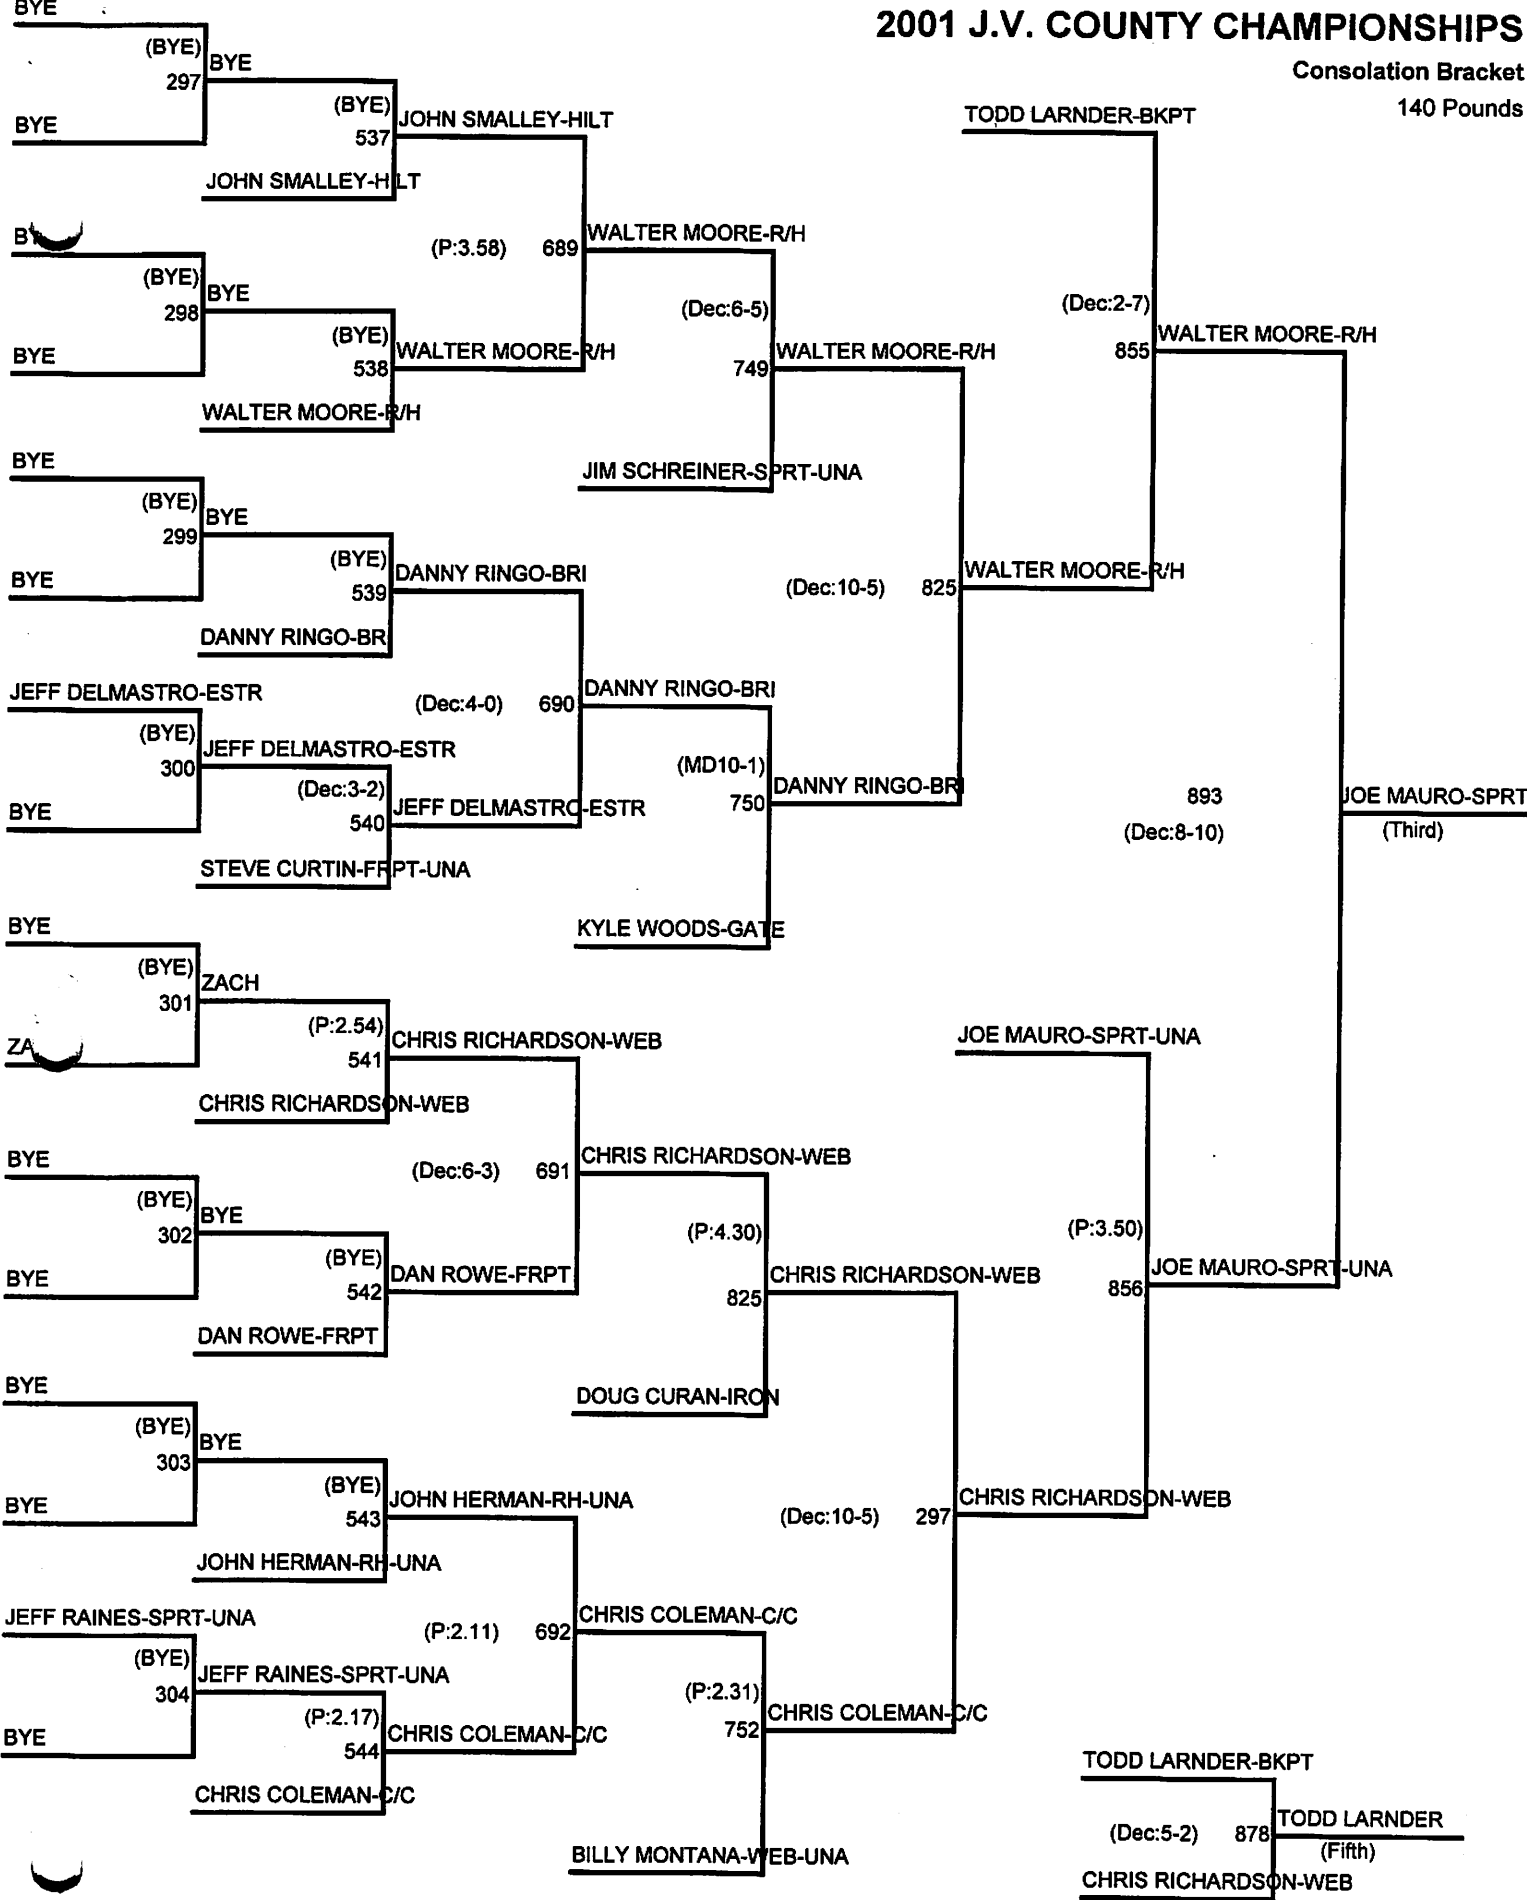 2001 J.V. COUNTY CHAMPIONSHIPS
Consolation Bracket
140 Pounds
BYE
(BYE)
297
BYE
BYE
(BYE)
537
JOHN SMALLEY-HILT
JOHN SMALLEY-HILT
(BYE)
298
BYE
BYE
(BYE)
538
WALTER MOORE-R/H
WALTER MOORE-R/H
(P:3.58) 689
WALTER MOORE-R/H
(Dec:6-5)
749
WALTER MOORE-R/H
JIM SCHREINER-SPRT-UNA
BYE
(BYE)
299
BYE
BYE
(BYE)
539
DANNY RINGO-BRI
DANNY RINGO-BRI
JEFF DELMASTRO-ESTR
(BYE)
300
JEFF DELMASTRO-ESTR
BYE
(Dec:3-2)
540
JEFF DELMASTRO-ESTR
STEVE CURTIN-FRPT-UNA
(Dec:4-0) 690
DANNY RINGO-BRI
(MD10-1)
750
DANNY RINGO-BRI
KYLE WOODS-GATE
(Dec:10-5) 825
WALTER MOORE-R/H
TODD LARNDER-BKPT
(Dec:2-7)
855
WALTER MOORE-R/H
893
(Dec:8-10)
JOE MAURO-SPRT
(Third)
BYE
(BYE)
301
ZACH
(P:2.54)
541
CHRIS RICHARDSON-WEB
CHRIS RICHARDSON-WEB
BYE
(BYE)
302
BYE
BYE
(BYE)
542
DAN ROWE-FRPT
DAN ROWE-FRPT
(Dec:6-3) 691
CHRIS RICHARDSON-WEB
(P:4.30)
825
CHRIS RICHARDSON-WEB
DOUG CURAN-IRON
BYE
(BYE)
303
BYE
BYE
(BYE)
543
JOHN HERMAN-RH-UNA
JOHN HERMAN-RH-UNA
JEFF RAINES-SPRT-UNA
(BYE)
304
JEFF RAINES-SPRT-UNA
BYE
(P:2.17)
544
CHRIS COLEMAN-C/C
CHRIS COLEMAN-C/C
(P:2.11) 692
CHRIS COLEMAN-C/C
(P:2.31)
752
CHRIS COLEMAN-C/C
BILLY MONTANA-WEB-UNA
(Dec:10-5) 297
CHRIS RICHARDSON-WEB
JOE MAURO-SPRT-UNA
(P:3.50)
856
JOE MAURO-SPRT-UNA
TODD LARNDER-BKPT
(Dec:5-2) 878
TODD LARNDER
(Fifth)
CHRIS RICHARDSON-WEB